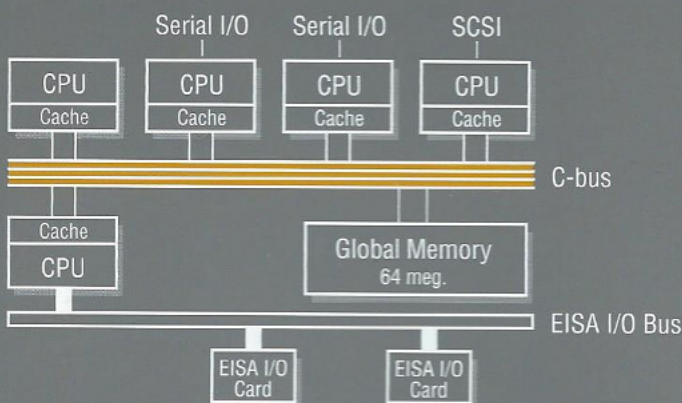 Serial I/O Serial I/O SCSI
CPU CPU CPU CPU
Cache Cache Cache Cache
C-bus
Cache
CPU
Global Memory
64 meg.
EISA I/O Bus
EISA I/O
Card
EISA I/O
Card